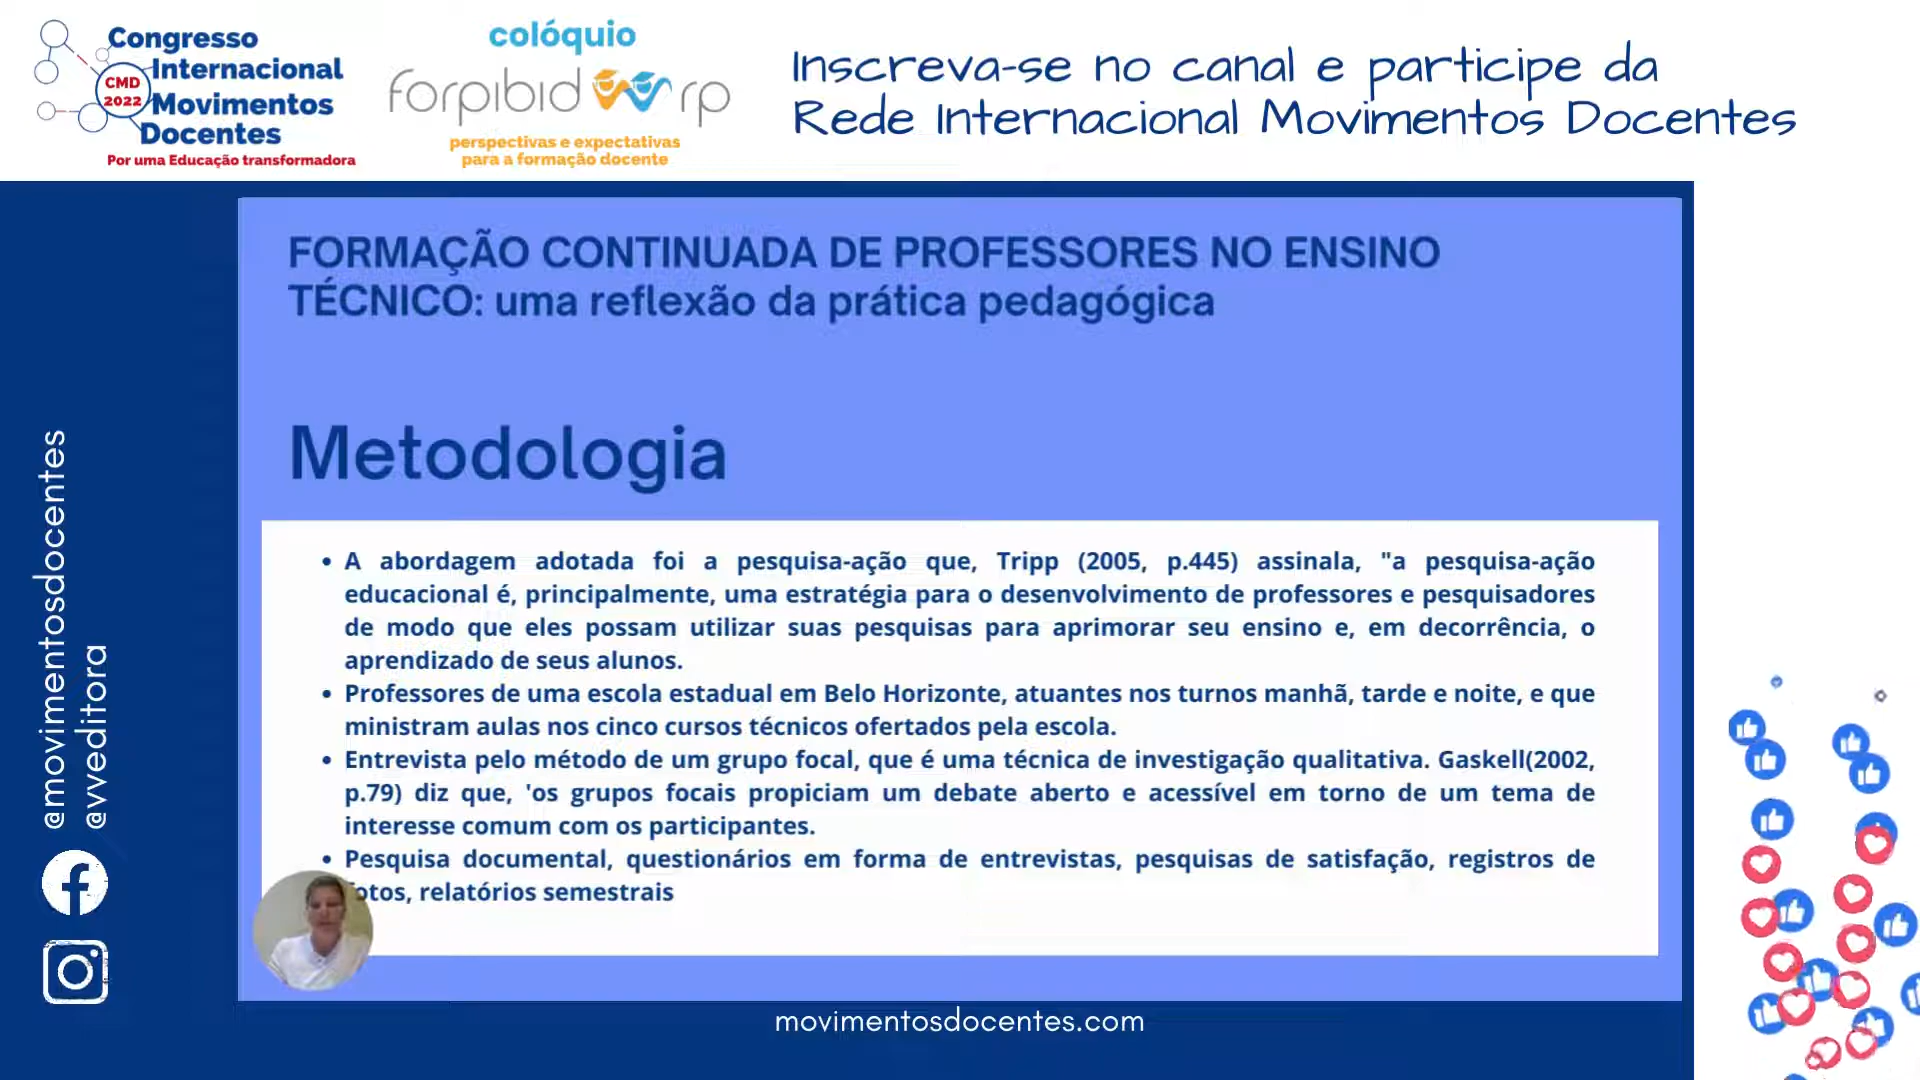 Congresso
Internacional
CMD
2022
Movimentos
Docentes
Por uma Educação transformadora
colóquio
forpibid rp
perspectivas e expectativas
para a formação docente
Inscreva-se no canal e participe da
Rede Internacional Movimentos Docentes
@movimentosdocentes
@vveditora
FORMAÇÃO CONTINUADA DE PROFESSORES NO ENSINO
TÉCNICO: uma reflexão da prática pedagógica
Metodologia
• A abordagem adotada foi a pesquisa-ação que, Tripp (2005, p.445) assinala, "a pesquisa-ação
educacional é, principalmente, uma estratégia para o desenvolvimento de professores e pesquisadores
de modo que eles possam utilizar suas pesquisas para aprimorar seu ensino e, em decorrência, o
aprendizado de seus alunos.
• Professores de uma escola estadual em Belo Horizonte, atuantes nos turnos manhã, tarde e noite, e que
ministram aulas nos cinco cursos técnicos ofertados pela escola.
• Entrevista pelo método de um grupo focal, que é uma técnica de investigação qualitativa. Gaskell(2002,
p.79) diz que, 'os grupos focais propiciam um debate aberto e acessível em torno de um tema de
interesse comum com os participantes.
• Pesquisa documental, questionários em forma de entrevistas, pesquisas de satisfação, registros de
otos, relatórios semestrais
movimentosdocentes.com